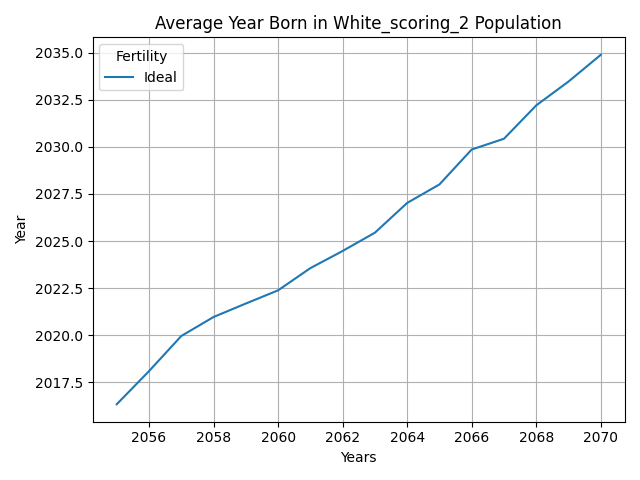 Average Year Born in White_scoring_2 Population
Fertility
Ideal
2035.0
2032.5
2030.0
2027.5
2025.0
2022.5
2020.0
2017.5
Year
2056 2058 2060 2062 2064 2066 2068 2070
Years